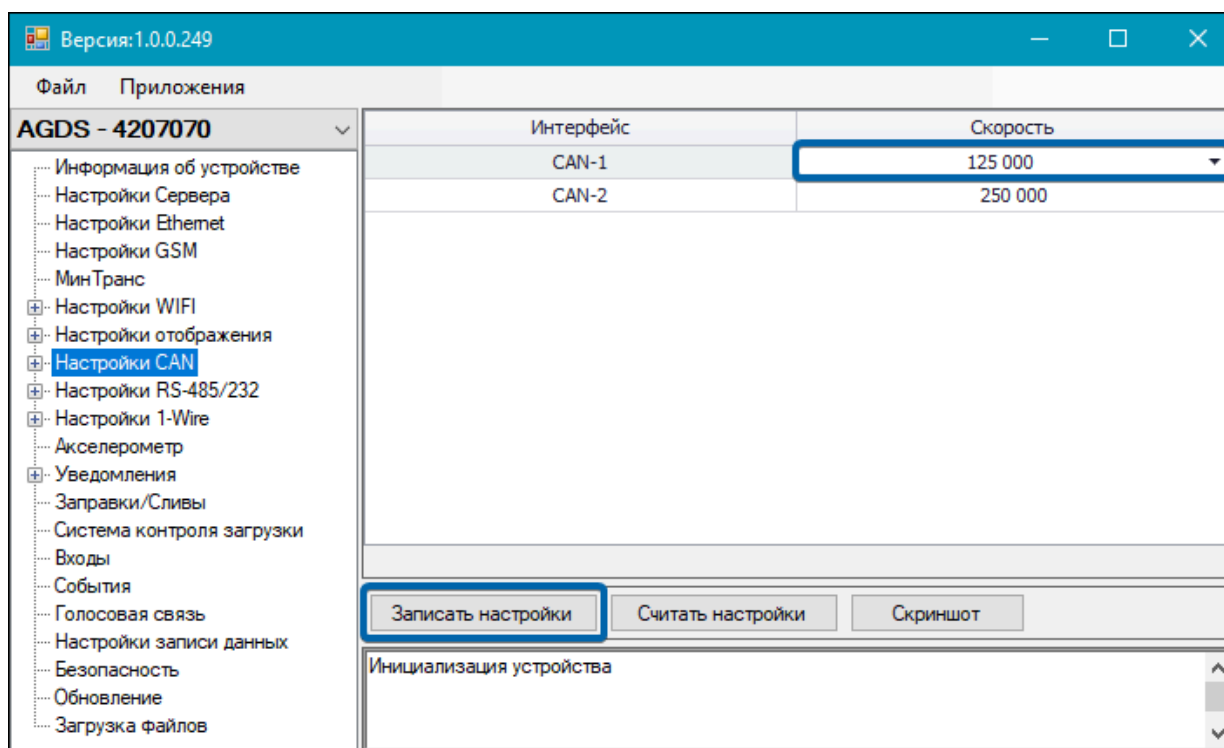 Версия:1.0.0.249
Файл Приложения
AGDS - 4207070
Информация об устройстве
Настройки Сервера
Настройки Ethernet
Настройки GSM
МинТранс
Настройки WIFI
Настройки отображения
Настройки CAN
Настройки RS-485/232
Настройки 1-Wire
Акселерометр
Уведомления
Заправки/Сливы
Система контроля загрузки
Входы
События
Голосовая связь
Настройки записи данных
Безопасность
Обновление
Загрузка файлов
Интерфейс Скорость
CAN-1 125 000
CAN-2 250 000
Записать настройки Считать настройки Скриншот
Инициализация устройства